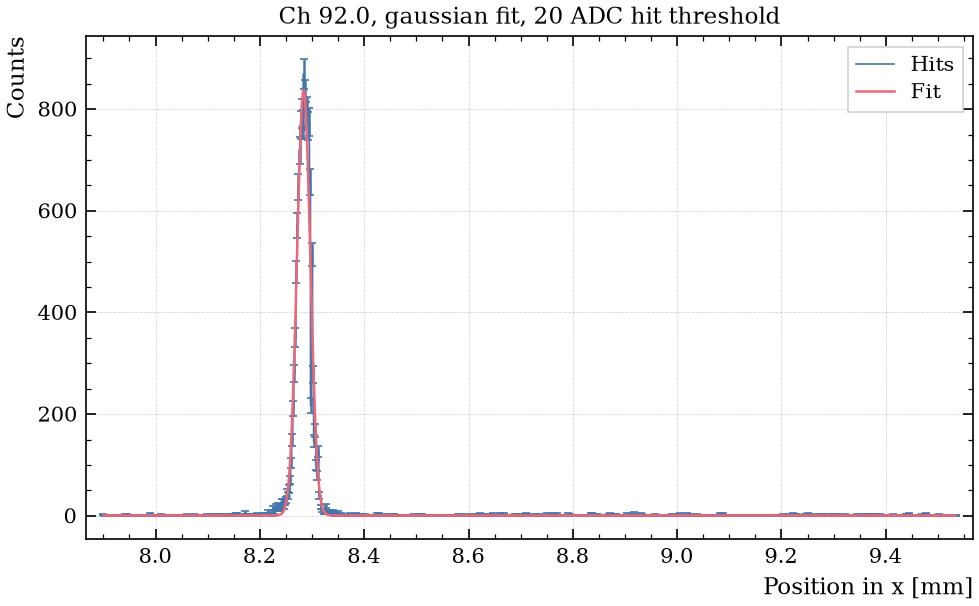 Ch 92.0, gaussian fit, 20 ADC hit threshold
Counts
Hits
Fit
800
600
400
200
0
8.0 8.2 8.4 8.6 8.8 9.0 9.2 9.4
Position in x [mm]